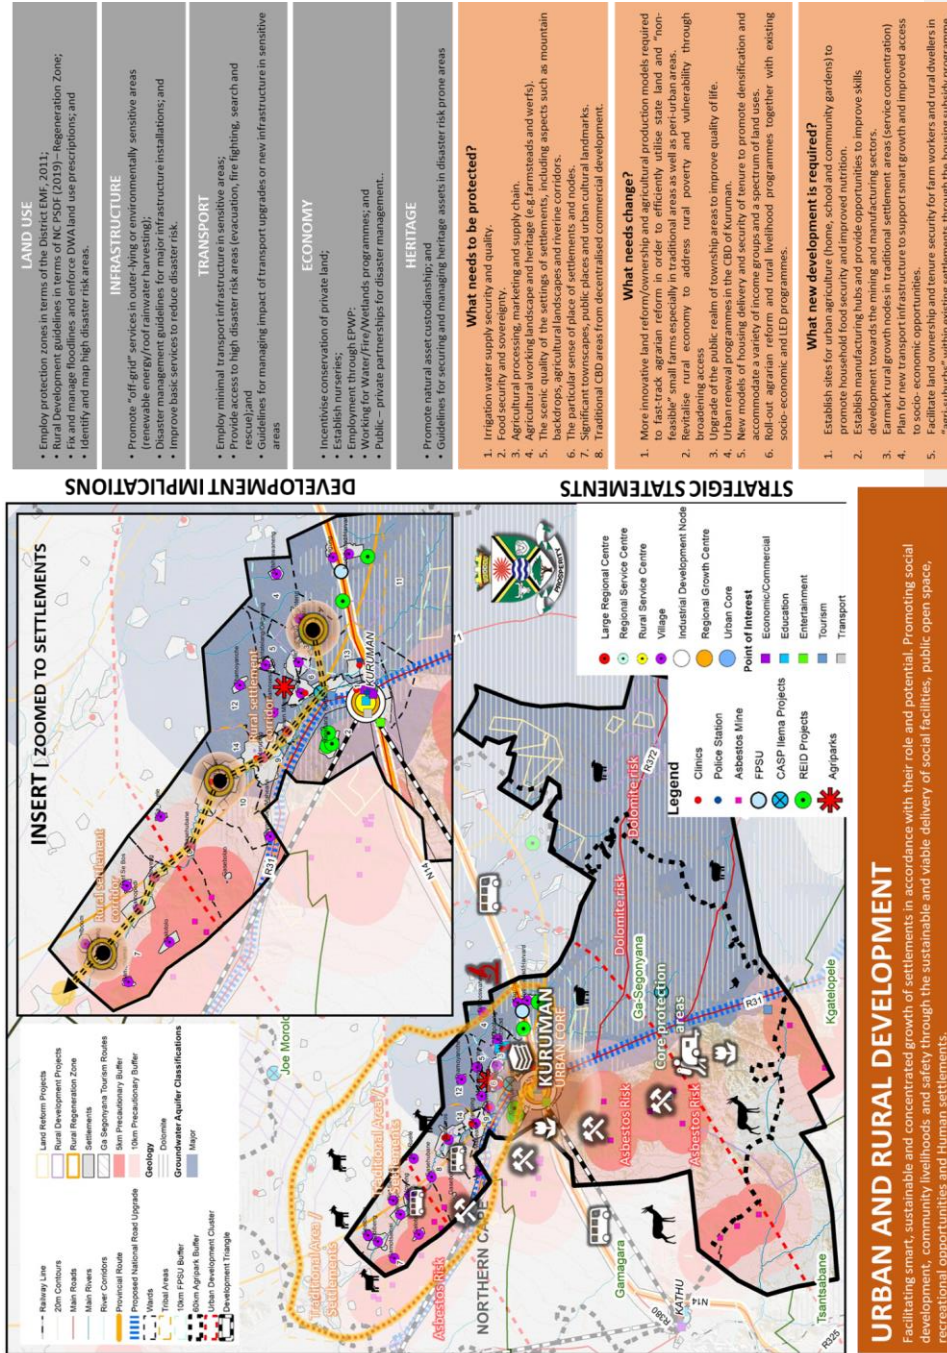 URBAN AND RURAL DEVELOPMENT
Facilitating smart, sustainable and concentrated growth of settlements in accordance with their role and potential. Promoting social
development, community livelihoods and safety through the sustainable and viable delivery of social facilities, public open space,
recreational opportunities and Human settlements.
Railway Line
20m Contours
Main Roads
Main Rivers
River Corridors
Provincial Route
Proposed National Road Upgrade
Wards
Tribal Areas
10km FPSU Buffer
60km Agripark Buffer
Urban Development Cluster
Development Triangle
Land Reform Projects
Rural Development Projects
Rural Regeneration Zone
Settlements
Ga Segonyana Tourism Routes
5km Precautionary Buffer
10km Precautionary Buffer
Geology
Dolomite
Groundwater Aquifer Classifications
Major
INSERT | ZOOMED TO SETTLEMENTS
Rural settlement
corridor
Rural settlement
corridor
KURUMAN
R31
N14
7
10
14
12
9
5
4
13
11
Joe Morolo
Traditional Areas /
Settlements
Traditional Areas /
Settlements
NORTHERN CAPE
Asbestos Risk
KURUMAN
URBAN CORE
Asbestos Risk
Asbestos Risk
Core protection
areas
Ga-Segonyana
Dolomite risk
Dolomite risk
R372
R31
Gamagara
KATHU
R380
N14
R325
Tsantsabane
Kgatelopele
PROSPERITY
Legend
Clinics
Police Station
Asbestos Mine
FPSU
CASP Ilema Projects
REID Projects
Agriparks
Large Regional Centre
Regional Service Centre
Rural Service Centre
Village
Industrial Development Node
Regional Growth Centre
Urban Core
Point of Interest
Economic/Commercial
Education
Entertainment
Tourism
Transport
DEVELOPMENT IMPLICATIONS
LAND USE
• Employ protection zones in terms of the District EMF, 2011;
• Rural Development guidelines in terms of NC PSDF (2019) – Regeneration Zone;
• Fix and manage floodlines and enforce DWA land use prescriptions; and
• Identify and map high disaster risk areas.
INFRASTRUCTURE
• Promote "off-grid" services in outer-lying or environmentally sensitive areas
(renewable energy/roof rainwater harvesting);
• Disaster management guidelines for major infrastructure installations; and
• Improve basic services to reduce disaster risk.
TRANSPORT
• Employ minimal transport infrastructure in sensitive areas;
• Provide access to high disaster risk areas (evacuation, fire fighting, search and
rescue);and
• Guidelines for managing impact of transport upgrades or new infrastructure in sensitive
areas
ECONOMY
• Incentivise conservation of private land;
• Establish nurseries;
• Employment through EPWP:
• Working for Water/Fire/Wetlands programmes; and
• Public – private partnerships for disaster management..
HERITAGE
• Promote natural asset custodianship; and
• Guidelines for securing and managing heritage assets in disaster risk prone areas
STRATEGIC STATEMENTS
What needs to be protected?
1. Irrigation water supply security and quality.
2. Food security and sovereignty.
3. Agricultural processing, marketing and supply chain.
4. Agricultural working landscape and heritage (e.g. farmsteads and werfs).
5. The scenic quality of the settings of settlements, including aspects such as mountain
backdrops, agricultural landscapes and riverine corridors.
6. The particular sense of place of settlements and nodes.
7. Significant townscapes, public places and urban cultural landmarks.
8. Traditional CBD areas from decentralised commercial development.
What needs change?
1. More innovative land reform/ownership and agricultural production models required
to fast-track agrarian reform in order to efficiently utilise state land and "non-
feasible" small farms especially in traditional areas as well as peri-urban areas.
2. Revitalise rural economy to address rural poverty and vulnerability through
broadening access
3. Upgrade of the public realm of township areas to improve quality of life.
4. Urban renewal programmes in the CBD of Kuruman.
5. New models of housing delivery and security of tenure to promote densification and
accommodate a variety of income groups and a spectrum of land uses.
6. Roll-out agrarian reform and rural livelihood programmes together with existing
socio- economic and LED programmes.
What new development is required?
1. Establish sites for urban agriculture (home, school and community gardens) to
promote household food security and improved nutrition.
2. Establish manufacturing hubs and provide opportunities to improve skills
development towards the mining and manufacturing sectors.
3. Earmark rural nodes in traditional settlement areas (service concentration)
4. Plan for new transport infrastructure to support smart growth and improved access
to socio- economic opportunities.
5. Facilitate land ownership and tenure security for farm workers and rural dwellers in